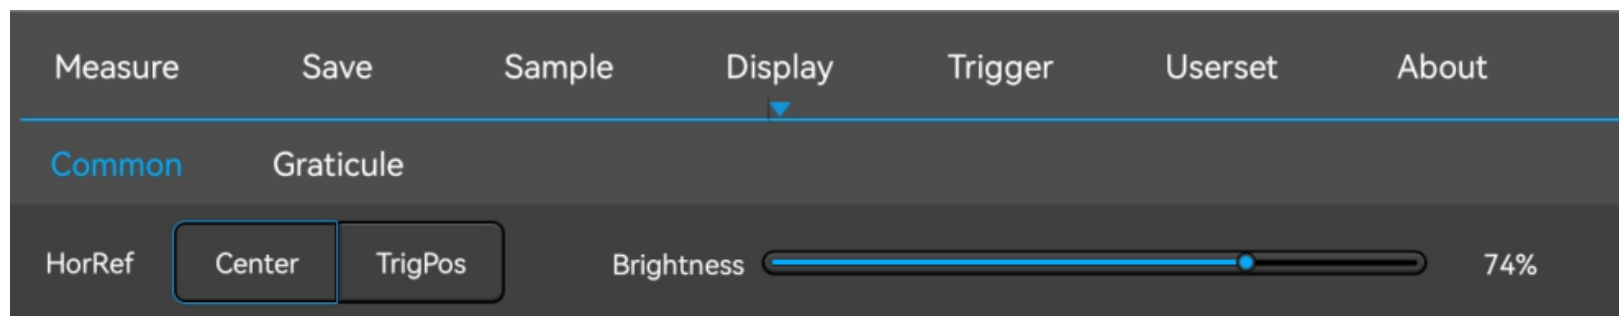 Measure Save Sample Display Trigger Userset About
Common Graticule
HorRef Center TrigPos Brightness 74%